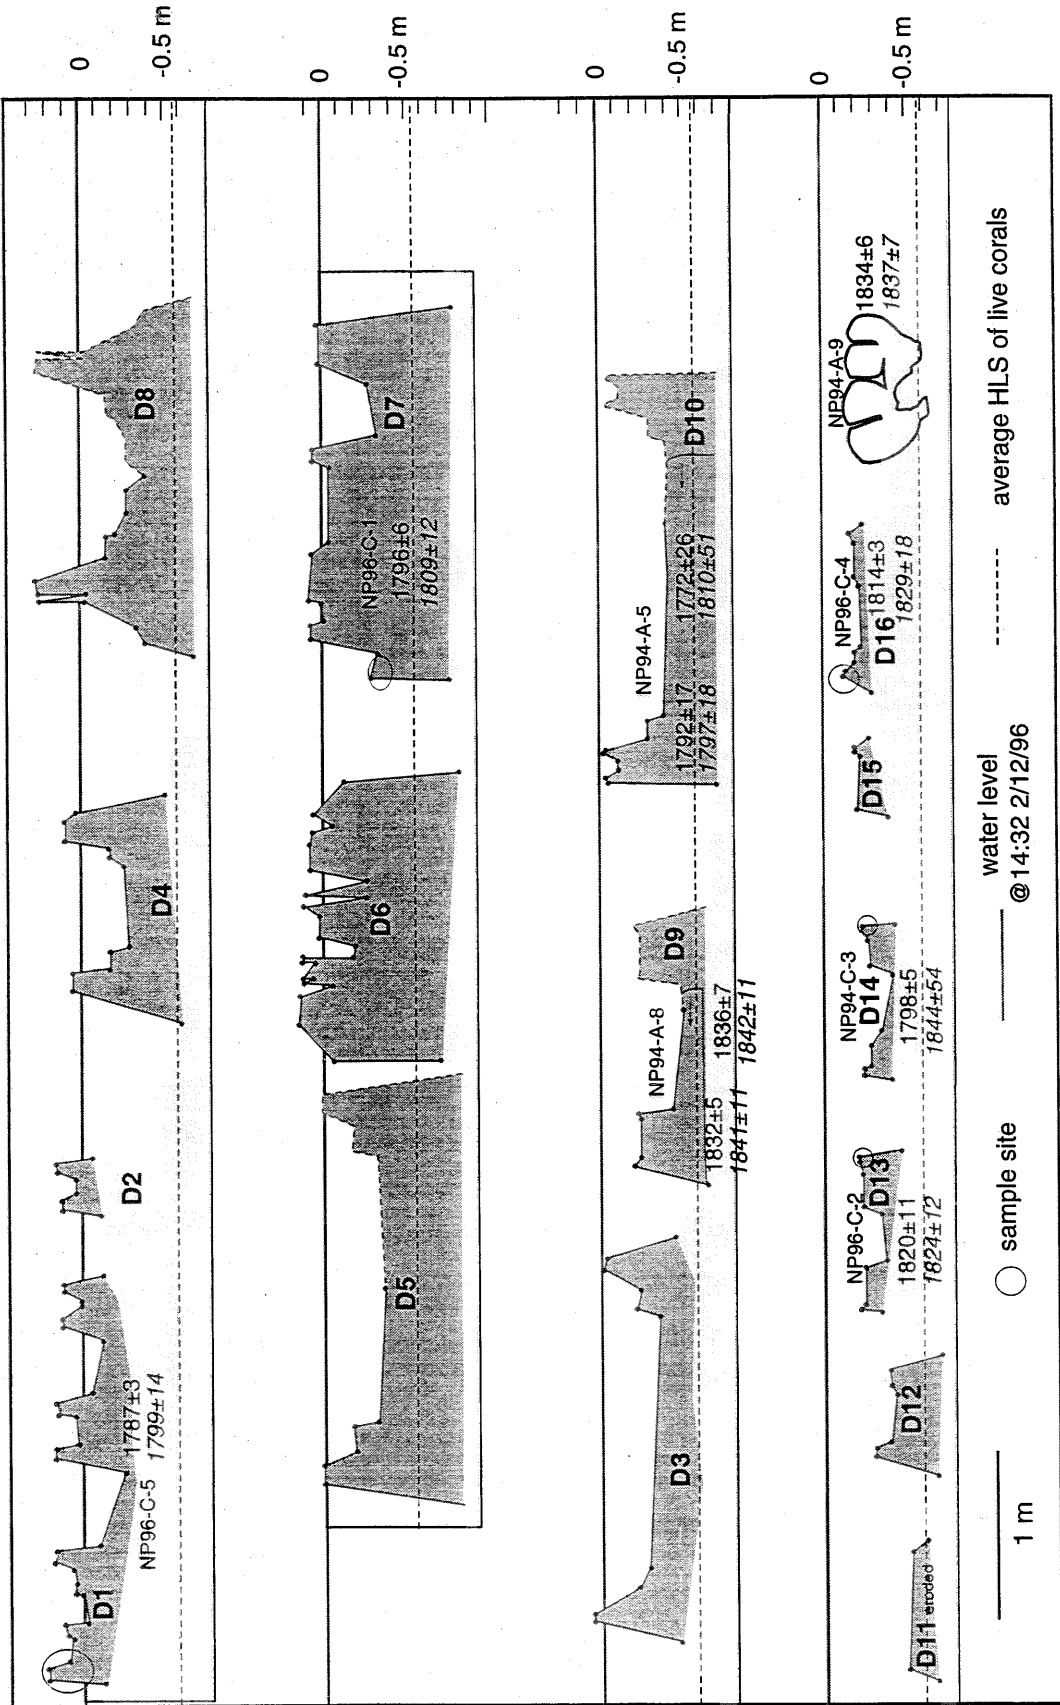 0
-0.5 m
D8
D4
D2
1787±3
1799±14
NP96-C-5
D1
0
-0.5 m
D7
NP96-C-1
1796±6
1809±12
D6
D5
0
-0.5 m
D10
NP94-A-5
1772±26
1810±51
1792±17
1797±18
D9
NP94-A-8
1836±7
1842±11
1832±5
1841±11
D3
0
-0.5 m
NP94-A-9
1834±6
1837±7
NP96-C-4
1814±3
1829±18
D16
D15
NP94-C-3
D14
1798±5
1844±54
NP96-C-2
D13
1820±11
1824±12
D12
D11 eroded
1 m
sample site
water level
@14:32 2/12/96
average HLS of live corals